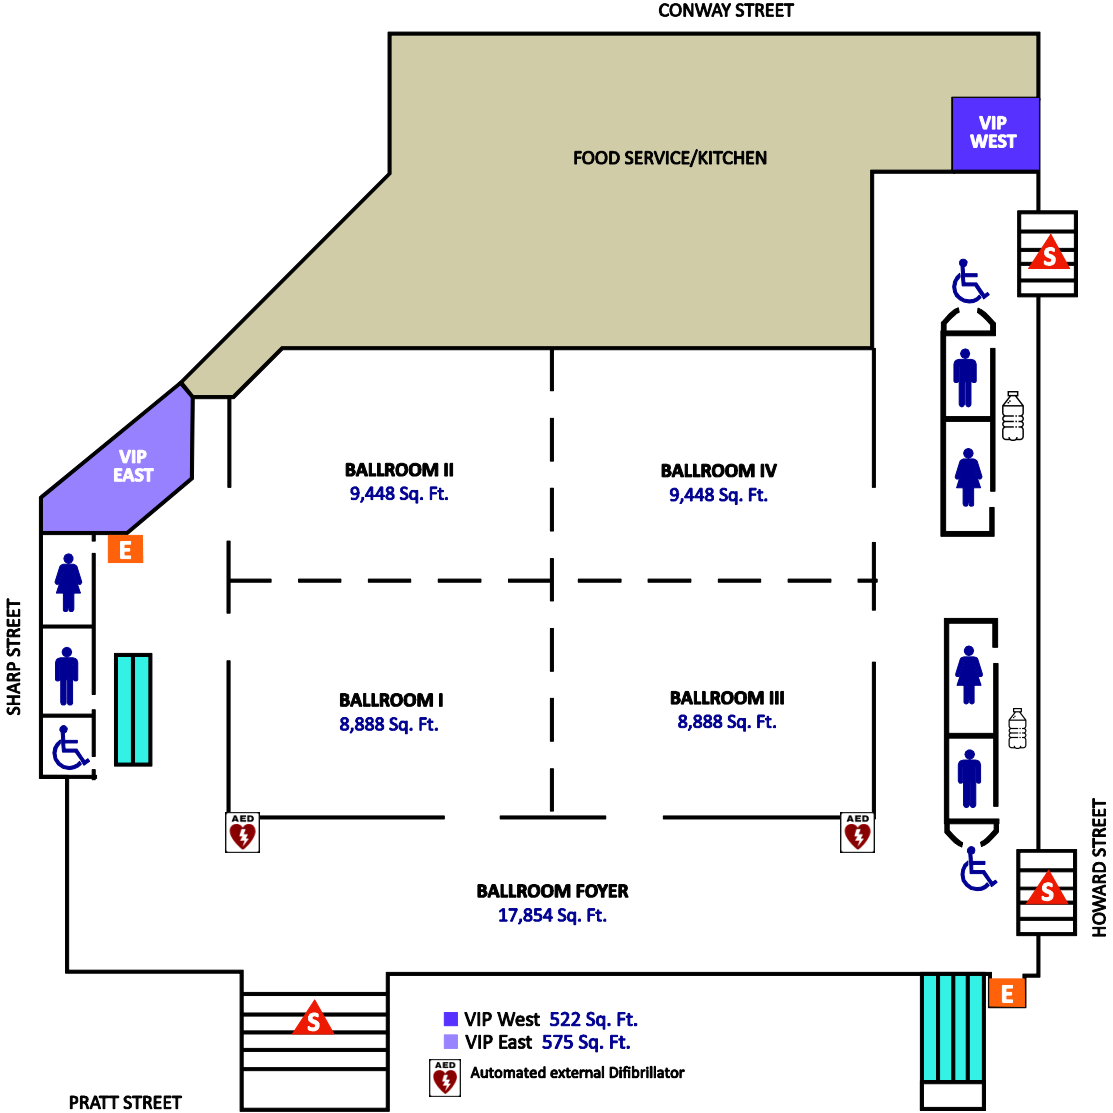 CONWAY STREET
VIP
WEST
FOOD SERVICE/KITCHEN
S
VIP
EAST
BALLROOM II
9,448 Sq. Ft.
BALLROOM IV
9,448 Sq. Ft.
E
SHARP STREET
BALLROOM I
8,888 Sq. Ft.
BALLROOM III
8,888 Sq. Ft.
AED
AED
HOWARD STREET
S
BALLROOM FOYER
17,854 Sq. Ft.
E
S
VIP West 522 Sq. Ft.
VIP East 575 Sq. Ft.
AED
Automated external Difibrillator
PRATT STREET